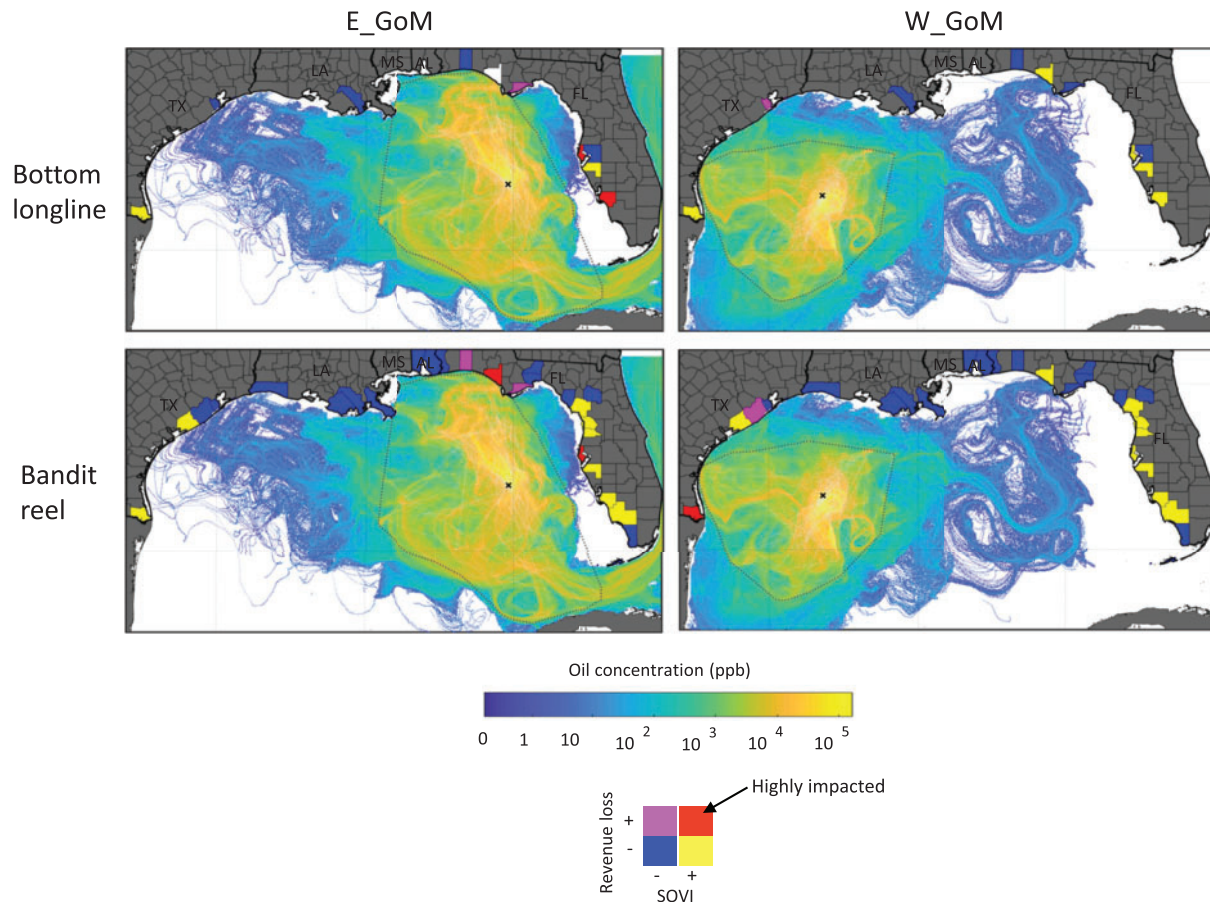 E_GoM
W_GoM
Bottom
longline
TX
LA
MS
AL
FL
TX
LA
MS
AL
FL
Bandit
reel
TX
LA
MS
AL
FL
TX
LA
MS
AL
FL
Oil concentration (ppb)
0 1 10 10^2 10^3 10^4 10^5
Highly impacted
Revenue loss
+
-
- +
SOVI